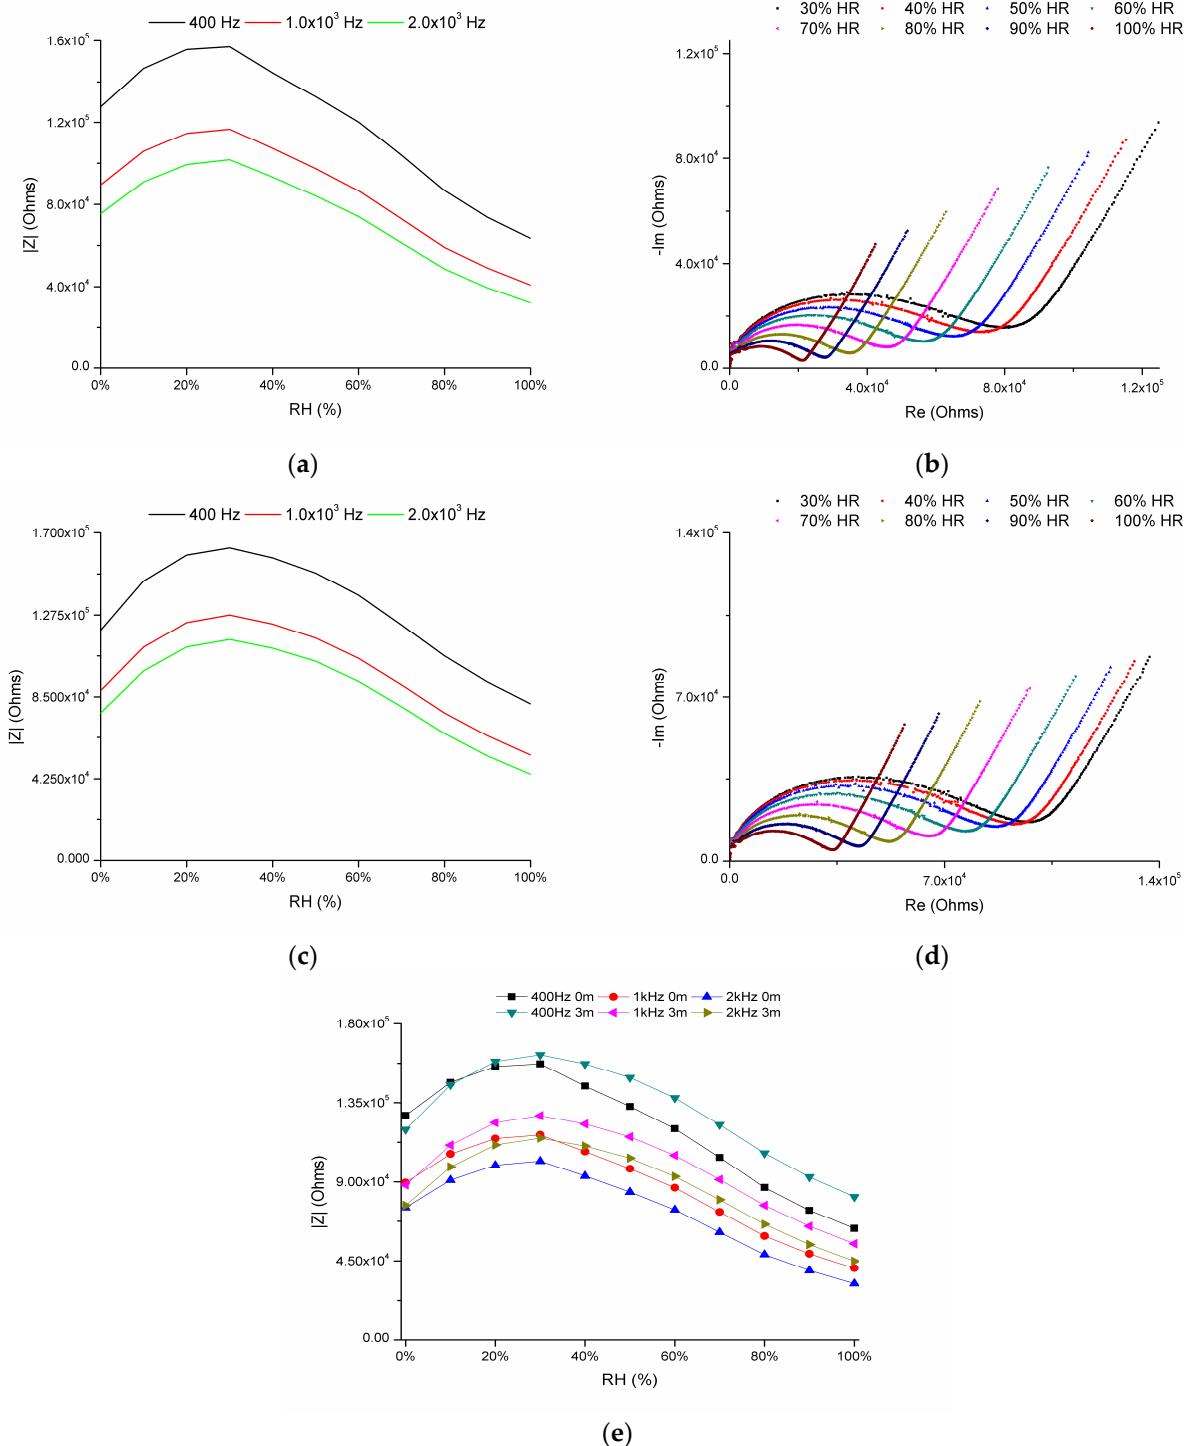 400 Hz 1.0x10³ Hz 2.0x10³ Hz
1.6x10⁵
1.2x10⁵
8.0x10⁴
4.0x10⁴
0.0
|Z| (Ohms)
0% 20% 40% 60% 80% 100%
RH (%)
(a)
30% HR 40% HR 50% HR 60% HR
70% HR 80% HR 90% HR 100% HR
1.2x10⁵
8.0x10⁴
4.0x10⁴
0.0
-Im (Ohms)
0.0 4.0x10⁴ 8.0x10⁴ 1.2x10⁵
Re (Ohms)
(b)
400 Hz 1.0x10³ Hz 2.0x10³ Hz
1.700x10⁵
1.275x10⁵
8.500x10⁴
4.250x10⁴
0.000
|Z| (Ohms)
0% 20% 40% 60% 80% 100%
RH (%)
(c)
30% HR 40% HR 50% HR 60% HR
70% HR 80% HR 90% HR 100% HR
1.4x10⁵
7.0x10⁴
0.0
-Im (Ohms)
0.0 7.0x10⁴ 1.4x10⁵
Re (Ohms)
(d)
400Hz 0m 1kHz 0m 2kHz 0m
400Hz 3m 1kHz 3m 2kHz 3m
1.80x10⁵
1.35x10⁵
9.00x10⁴
4.50x10⁴
0.00
|Z| (Ohms)
0% 20% 40% 60% 80% 100%
RH (%)
(e)